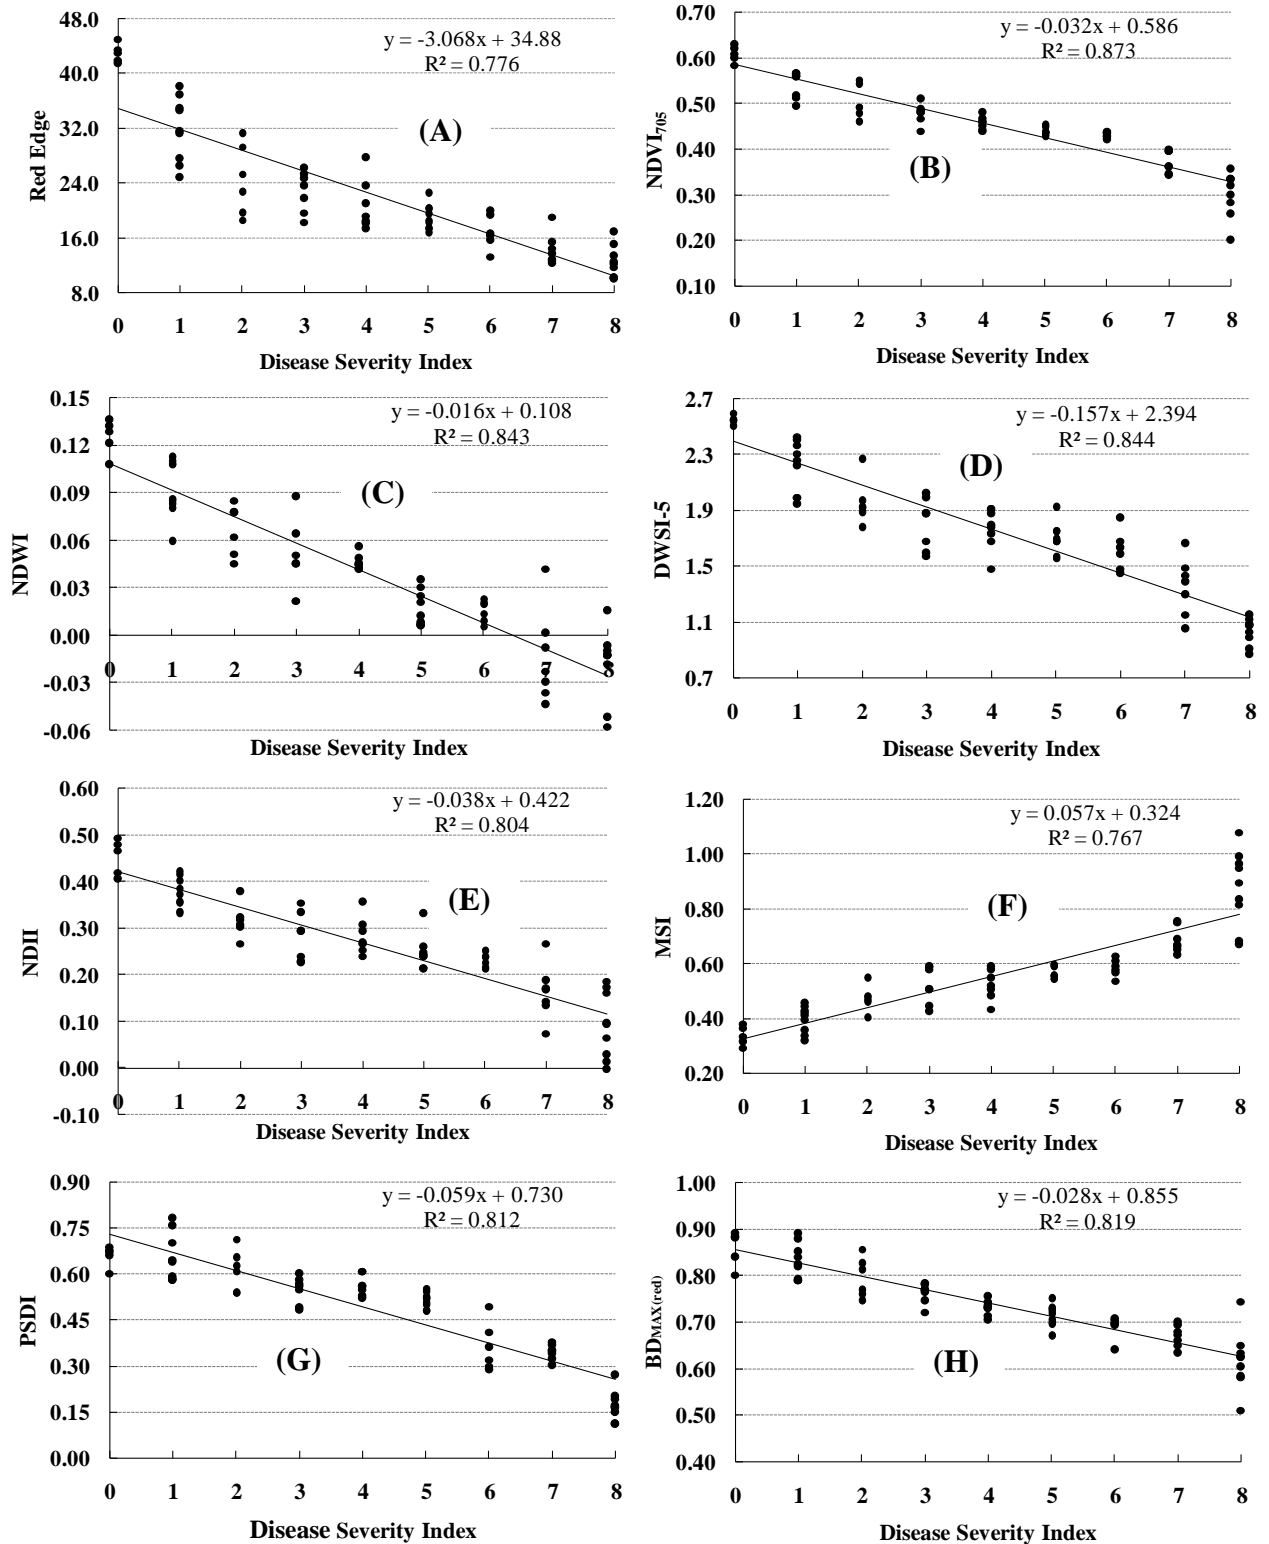 48.0
40.0
32.0
24.0
16.0
8.0
Red Edge
y = -3.068x + 34.88
R² = 0.776
(A)
0 1 2 3 4 5 6 7 8
Disease Severity Index
0.70
0.60
0.50
0.40
0.30
0.20
0.10
NDVI705
y = -0.032x + 0.586
R² = 0.873
(B)
0 1 2 3 4 5 6 7 8
Disease Severity Index
0.15
0.12
0.09
0.06
0.03
0.00
-0.03
-0.06
NDWI
y = -0.016x + 0.108
R² = 0.843
(C)
0 1 2 3 4 5 6 7 8
Disease Severity Index
2.7
2.3
1.9
1.5
1.1
0.7
DWSI-5
y = -0.157x + 2.394
R² = 0.844
(D)
0 1 2 3 4 5 6 7 8
Disease Severity Index
0.60
0.50
0.40
0.30
0.20
0.10
0.00
-0.10
NDII
y = -0.038x + 0.422
R² = 0.804
(E)
0 1 2 3 4 5 6 7 8
Disease Severity Index
1.20
1.00
0.80
0.60
0.40
0.20
MSI
y = 0.057x + 0.324
R² = 0.767
(F)
0 1 2 3 4 5 6 7 8
Disease Severity Index
0.90
0.75
0.60
0.45
0.30
0.15
0.00
PSDI
y = -0.059x + 0.730
R² = 0.812
(G)
0 1 2 3 4 5 6 7 8
Disease Severity Index
1.00
0.90
0.80
0.70
0.60
0.50
0.40
BDMAX(red)
y = -0.028x + 0.855
R² = 0.819
(H)
0 1 2 3 4 5 6 7 8
Disease Severity Index